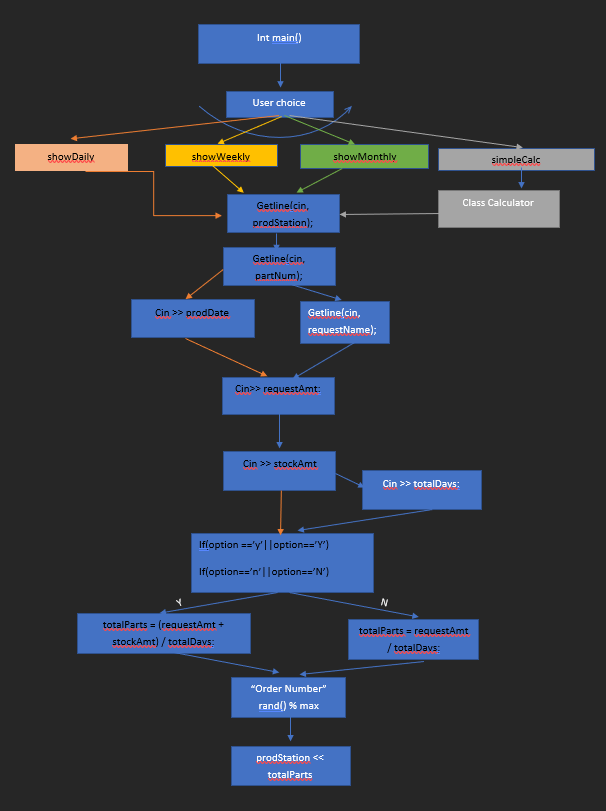 Int main()
User choice
showDaily
showWeekly
showMonthly
simpleCalc
Class Calculator
Getline(cin,
prodStation);
Getline(cin,
partNum);
Cin >> prodDate
Getline(cin,
requestName);
Cin>> requestAmt:
Cin >> stockAmt
Cin >> totalDays:
If(option =='y'||option=='Y')
If(option=='n'||option=='N')
Y
N
totalParts = (requestAmt +
stockAmt) / totalDays:
totalParts = requestAmt
/ totalDays:
“Order Number”
rand() % max
prodStation <<
totalParts